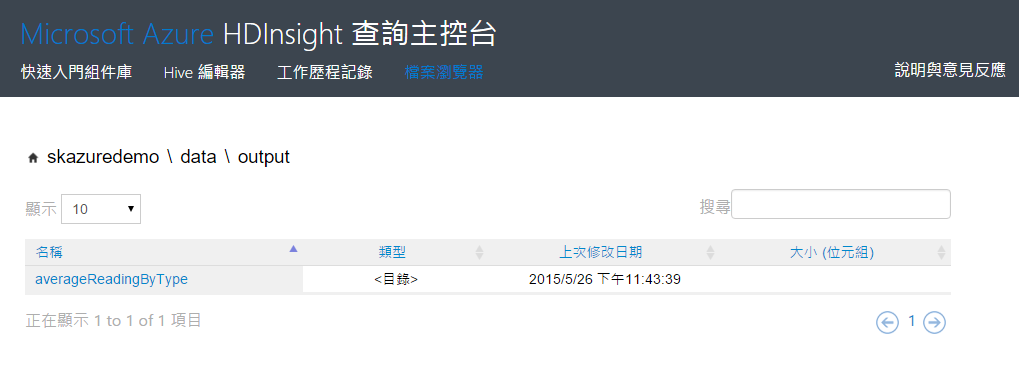 Microsoft Azure HDInsight 查詢主控台
快速入門組件庫 Hive 編輯器 工作歷程記錄 檔案瀏覽器 說明與意見反應
skazuredemo \ data \ output
顯示 10 搜尋
名稱 類型 上次修改日期 大小 (位元組)
averageReadingByType <目錄> 2015/5/26 下午11:43:39
正在顯示 1 to 1 of 1 項目 1